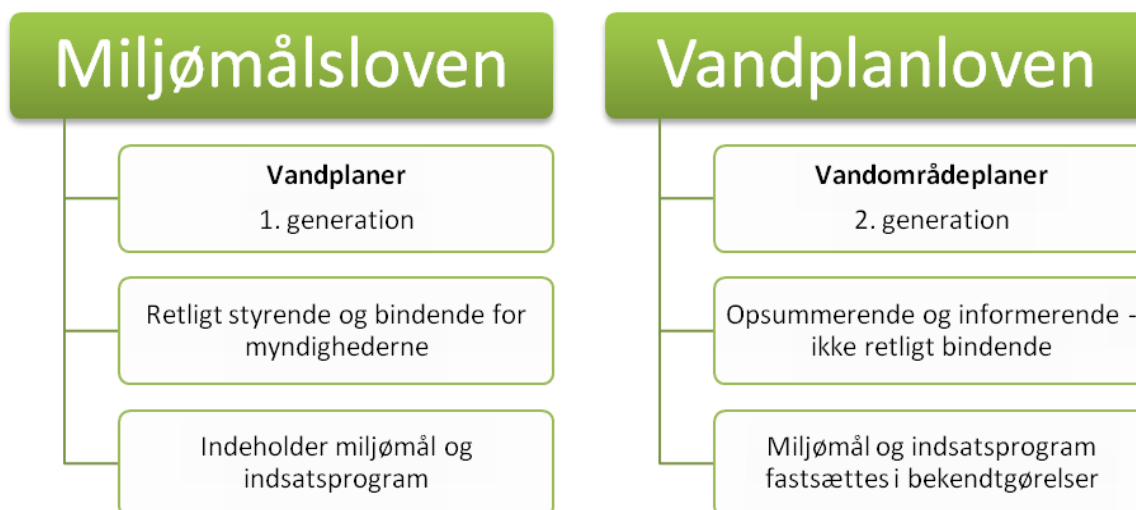 Miljømålsloven
Vandplaner
1. generation
Retligt styrende og bindende for
myndighederne
Indeholder miljømål og
indsatsprogram
Vandplanloven
Vandområdeplaner
2. generation
Opsummerende og informerende -
ikke retligt bindende
Miljømål og indsatsprogram
fastsættes i bekendtgørelser